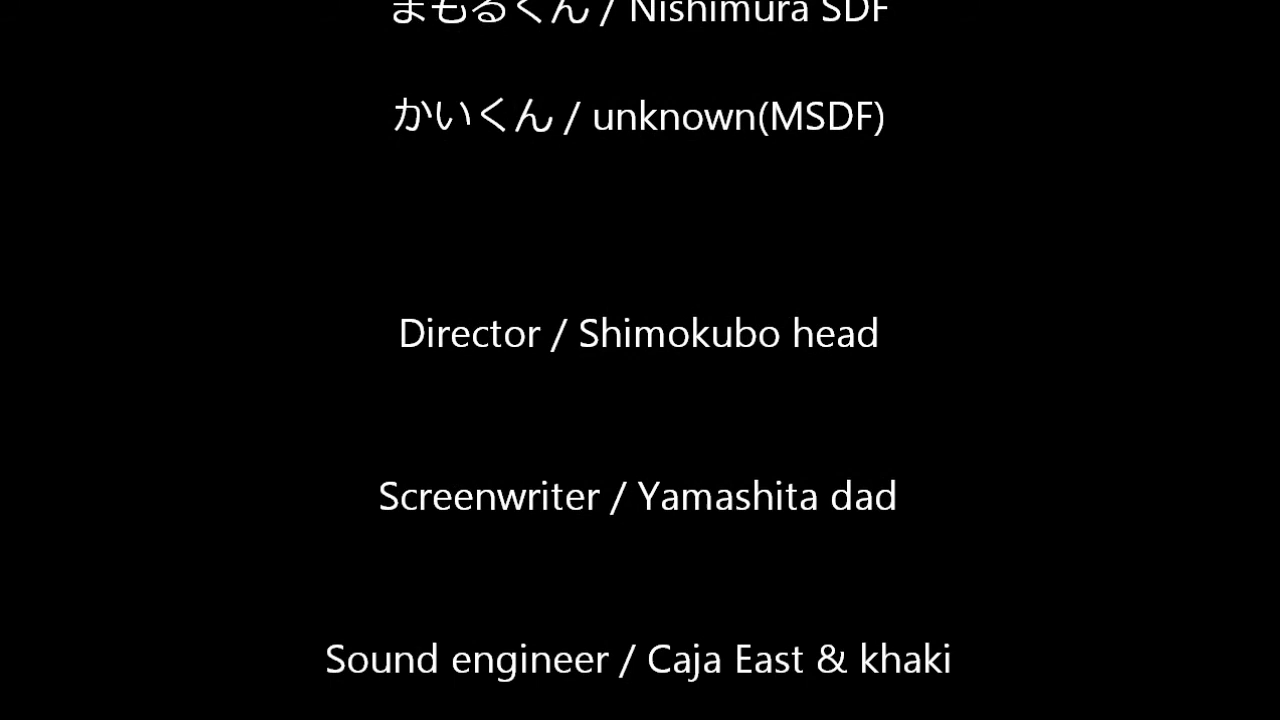 まもるくん / Nishimura SDF
かいくん / unknown(MSDF)
Director / Shimokubo head
Screenwriter / Yamashita dad
Sound engineer / Caja East & khaki